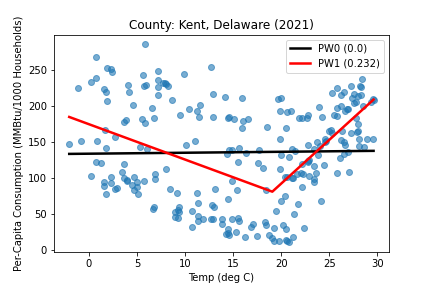 County: Kent, Delaware (2021)
PW0 (0.0)
PW1 (0.232)
Per-Capita Consumption (MMBtu/1000 Households)
250
200
150
100
50
0
0 5 10 15 20 25 30
Temp (deg C)